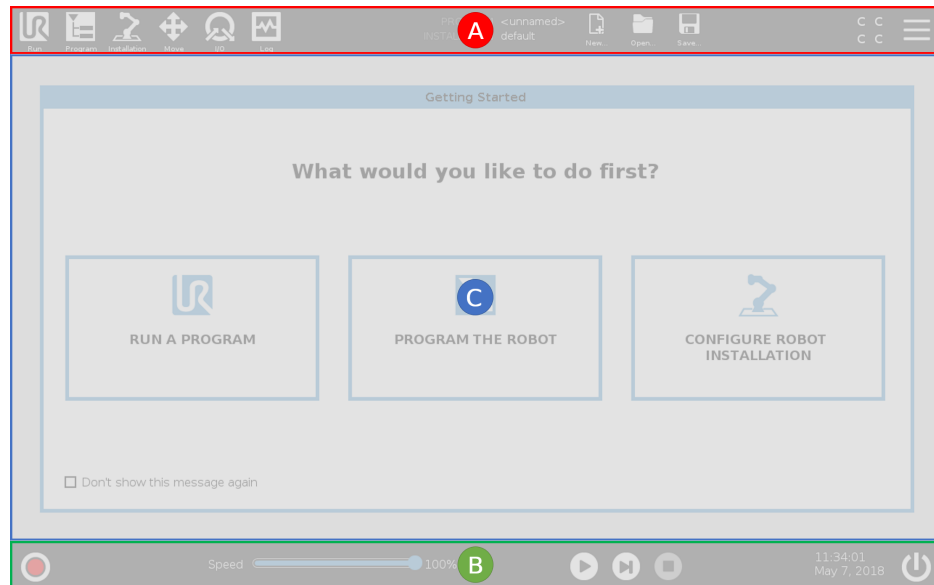 <unnamed>
default
A
C C
C C
Run
Program
Installation
Move
I/O
Log
New...
Open...
Save...
Getting Started
What would you like to do first?
C
RUN A PROGRAM
PROGRAM THE ROBOT
CONFIGURE ROBOT
INSTALLATION
Don't show this message again
Speed
100%
B
11:34:01
May 7, 2018